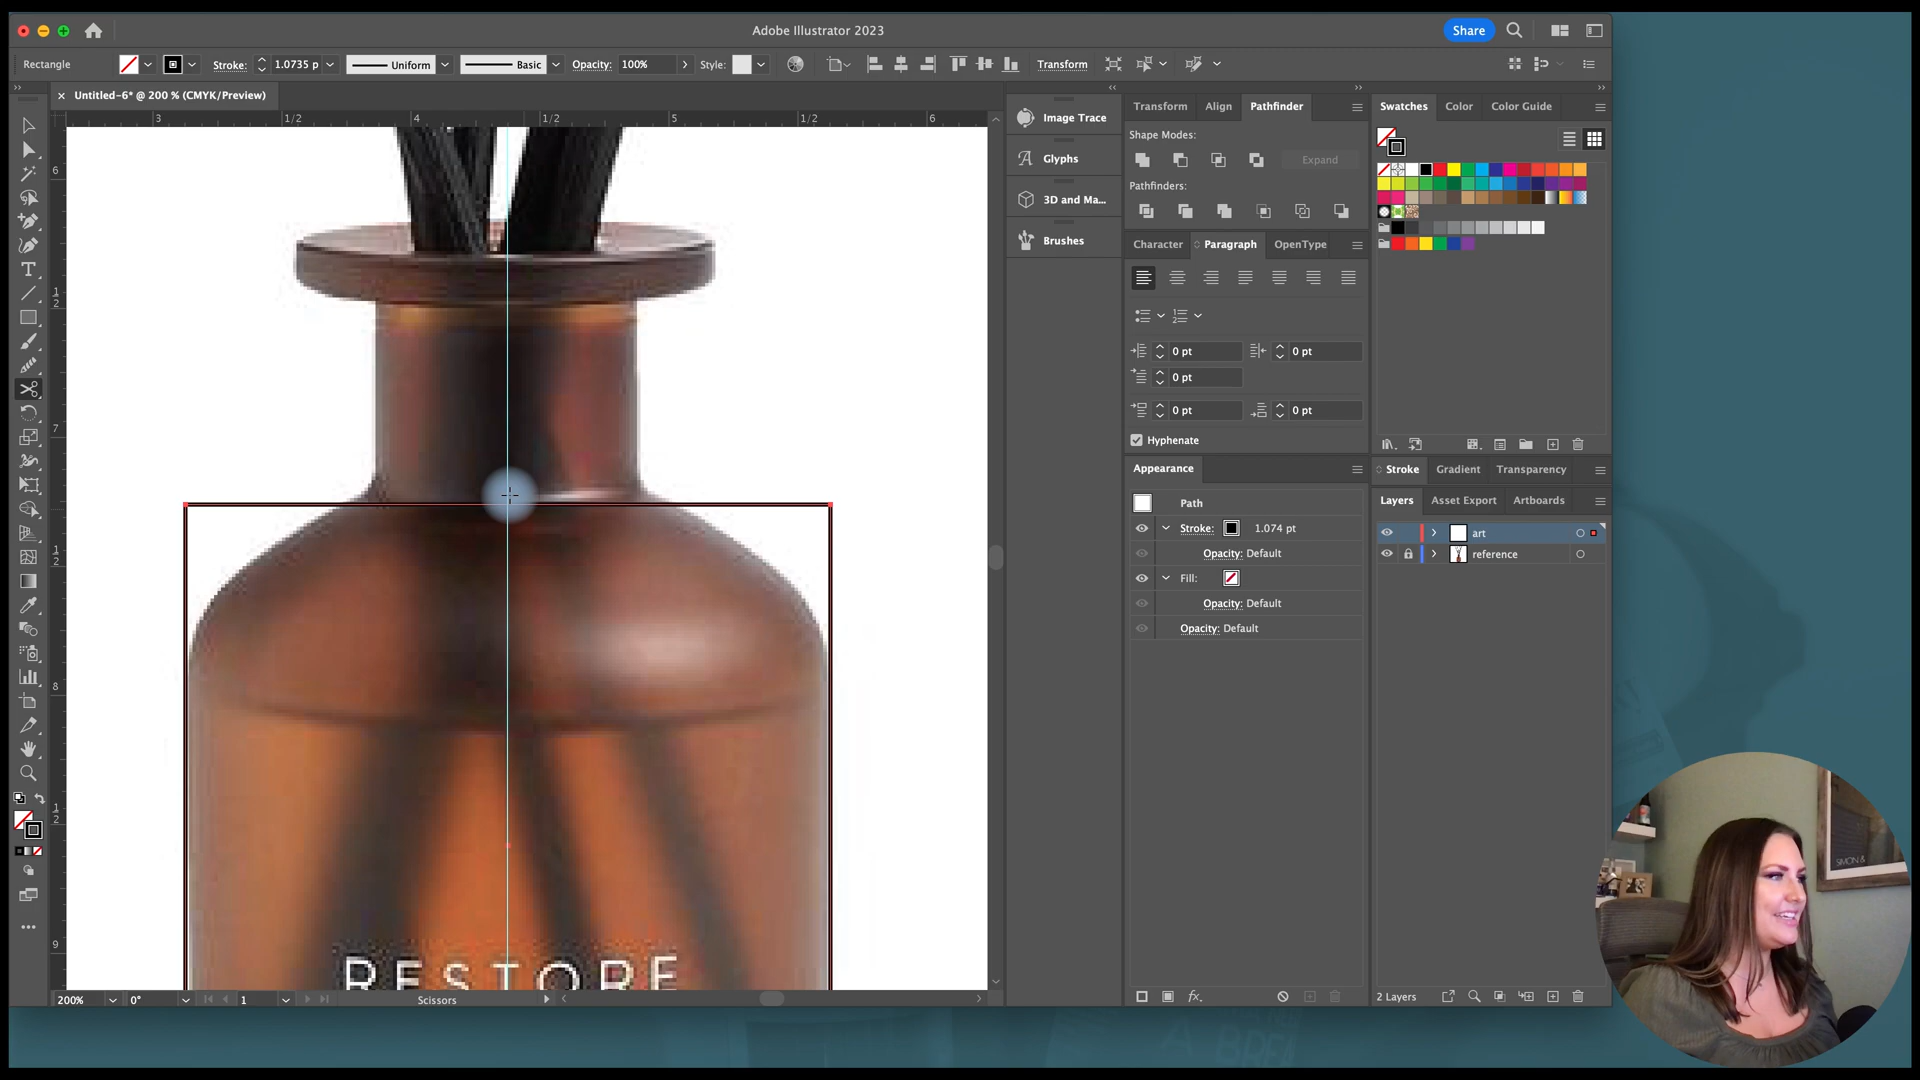 Adobe Illustrator 2023
Share
Rectangle
Stroke:
1.0735 p
Uniform
Basic
Opacity:
100%
Style:
Transform
Untitled-6* @ 200 % (CMYK/Preview)
3
1/2
4
1/2
5
1/2
6
6
1
2
7
1
2
8
1
2
9
Image Trace
Glyphs
3D and Ma...
Brushes
Transform
Align
Pathfinder
Shape Modes:
Expand
Pathfinders:
Character
Paragraph
OpenType
0 pt
0 pt
0 pt
0 pt
0 pt
Hyphenate
Appearance
Path
Stroke:
1.074 pt
Opacity: Default
Fill:
Opacity: Default
Opacity: Default
Swatches
Color
Color Guide
Stroke
Gradient
Transparency
Layers
Asset Export
Artboards
art
reference
2 Layers
RESTORE
200%
0°
1
Scissors
SIMON &
A BREA